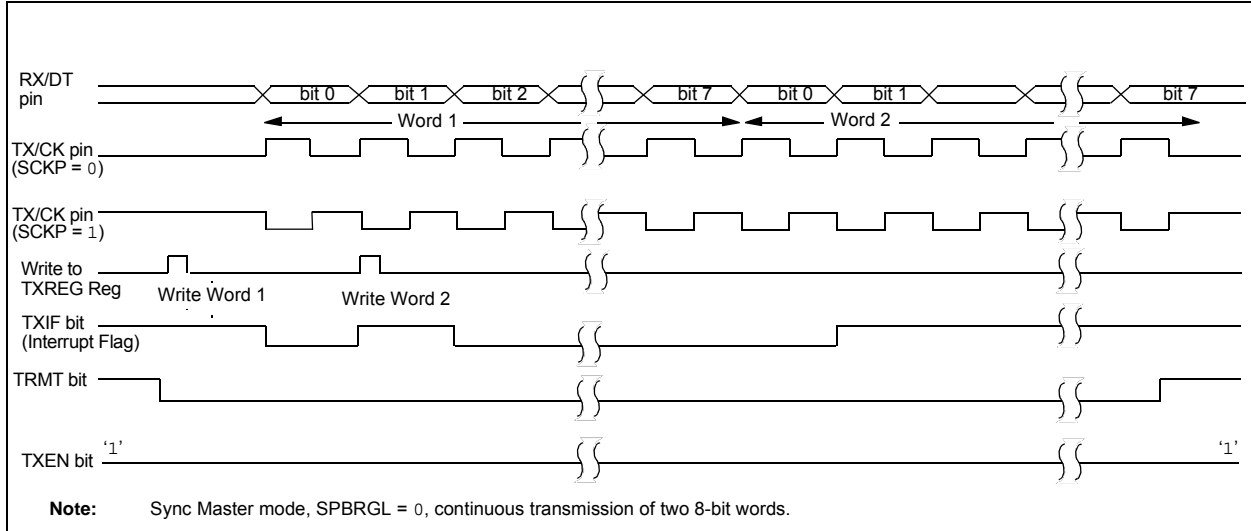 RX/DT pin
bit 0 bit 1 bit 2 bit 7 bit 0 bit 1 bit 7
Word 1 Word 2
TX/CK pin
(SCKP = 0)
TX/CK pin
(SCKP = 1)
Write to
TXREG Reg
Write Word 1 Write Word 2
TXIF bit
(Interrupt Flag)
TRMT bit
TXEN bit '1' '1'
Note: Sync Master mode, SPBRGL = 0, continuous transmission of two 8-bit words.